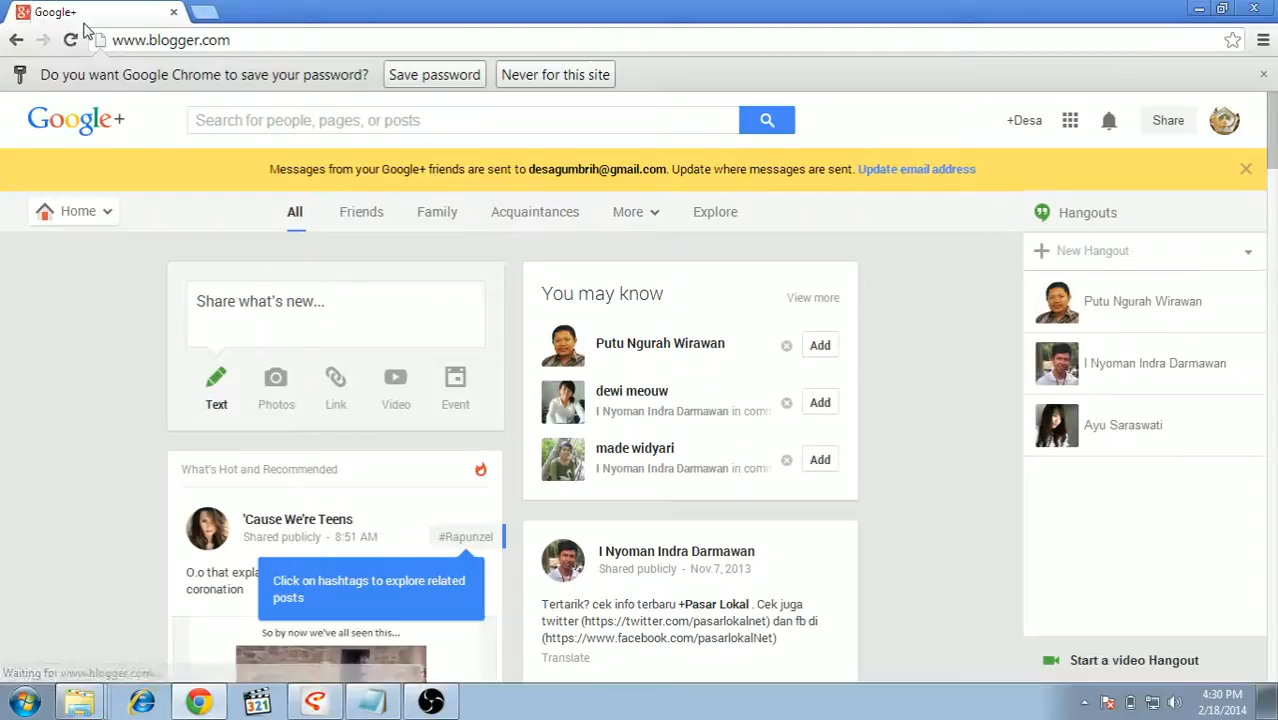 Google+
www.blogger.com
Do you want Google Chrome to save your password?
Save password
Never for this site
Google+
Search for people, pages, or posts
+Desa
Share
Messages from your Google+ friends are sent to desagumbrih@gmail.com. Update where messages are sent. Update email address
Home
All
Friends
Family
Acquaintances
More
Explore
Hangouts
New Hangout
Putu Ngurah Wirawan
I Nyoman Indra Darmawan
Ayu Saraswati
Start a video Hangout
Share what's new...
Text
Photos
Link
Video
Event
What's Hot and Recommended
'Cause We're Teens
Shared publicly - 8:51 AM
#Rapunzel
O.o that expla
coronation
Click on hashtags to explore related
posts
So by now we've all seen this...
You may know
View more
Putu Ngurah Wirawan
Add
dewi meouw
I Nyoman Indra Darmawan in comm
Add
made widyari
I Nyoman Indra Darmawan in comm
Add
I Nyoman Indra Darmawan
Shared publicly - Nov 7, 2013
Tertarik? cek info terbaru +Pasar Lokal . Cek juga
twitter (https://twitter.com/pasarlokalnet) dan fb di
(https://www.facebook.com/pasarlokalNet)
Translate
Waiting for www.blogger.com...
321
4:30 PM
2/18/2014